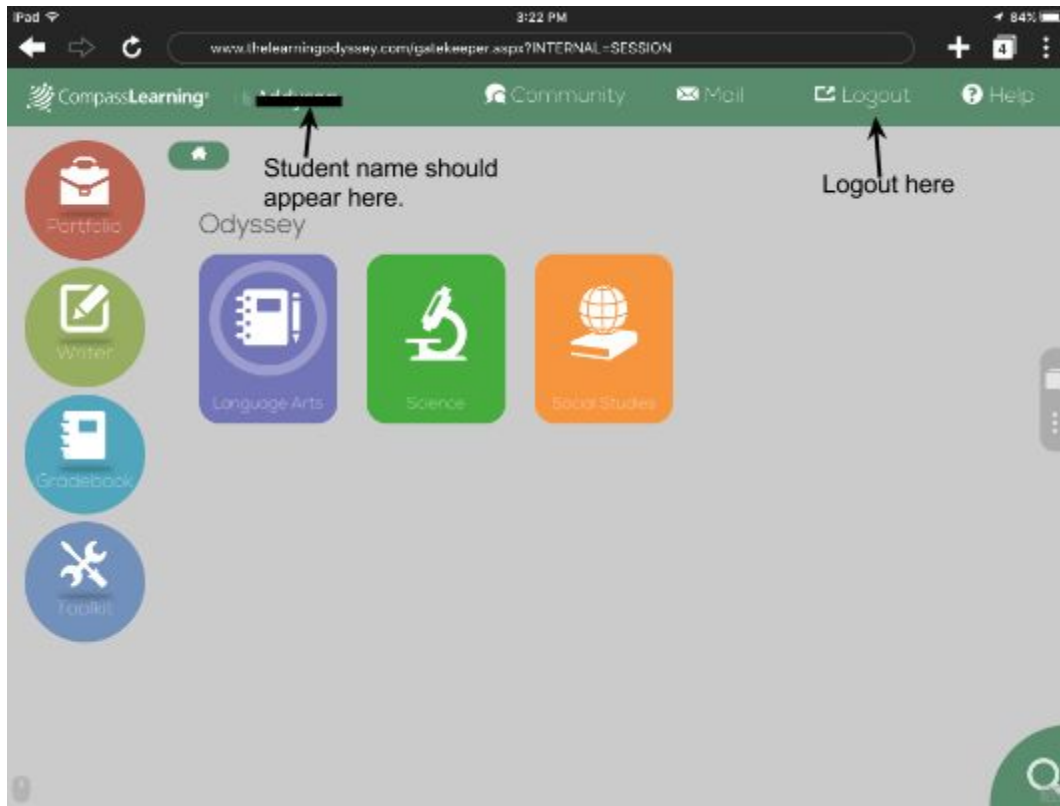 iPad 3:22 PM 84%
www.thelearningodyssey.com/gatekeeper.aspx?INTERNAL=SESSION 4
CompassLearning Community Mail Logout Help
Student name should
appear here.
Logout here
Portfolio
Odyssey
Language Arts Science Social Studies
Writer
Gradebook
Toolkit